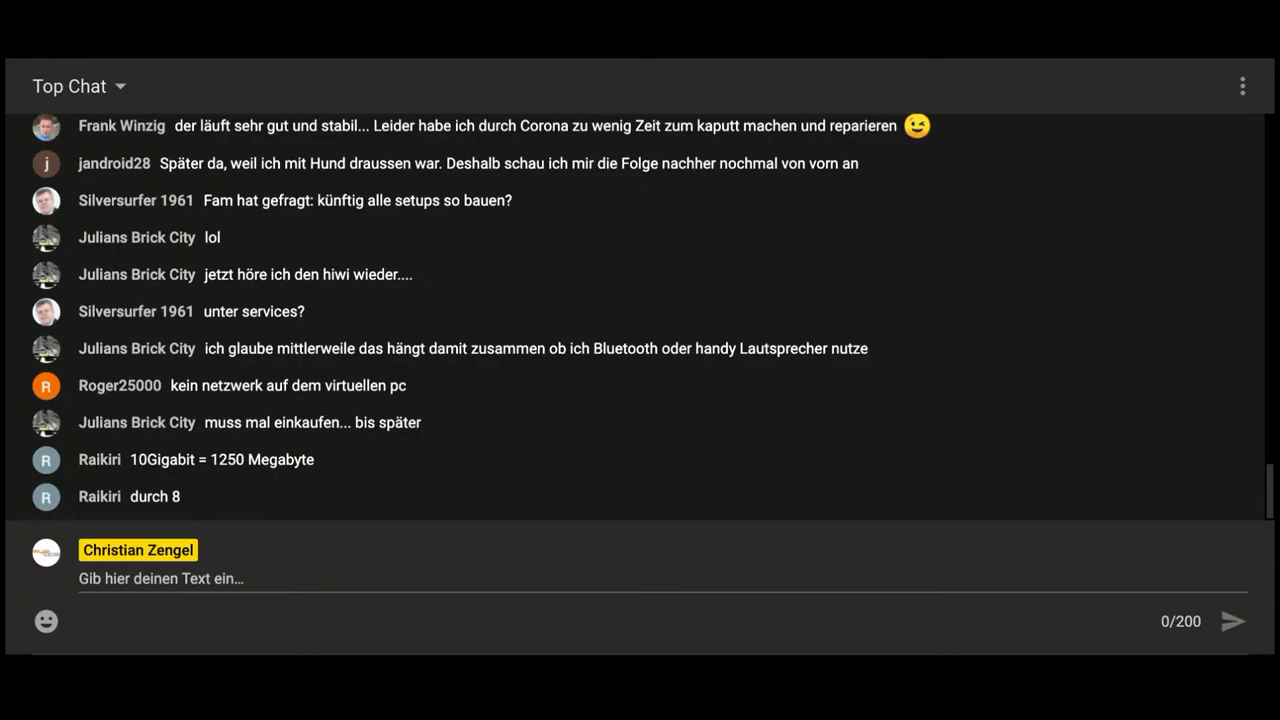 Top Chat
Frank Winzig der läuft sehr gut und stabil... Leider habe ich durch Corona zu wenig Zeit zum kaputt machen und reparieren 😉
j jandroid28 Später da, weil ich mit Hund draussen war. Deshalb schau ich mir die Folge nachher nochmal von vorn an
Silversurfer 1961 Fam hat gefragt: künftig alle setups so bauen?
Julians Brick City lol
Julians Brick City jetzt höre ich den hiwi wieder....
Silversurfer 1961 unter services?
Julians Brick City ich glaube mittlerweile das hängt damit zusammen ob ich Bluetooth oder handy Lautsprecher nutze
R Roger25000 kein netzwerk auf dem virtuellen pc
Julians Brick City muss mal einkaufen... bis später
R Raikiri 10Gigabit = 1250 Megabyte
R Raikiri durch 8
Christian Zengel
Gib hier deinen Text ein...
0/200